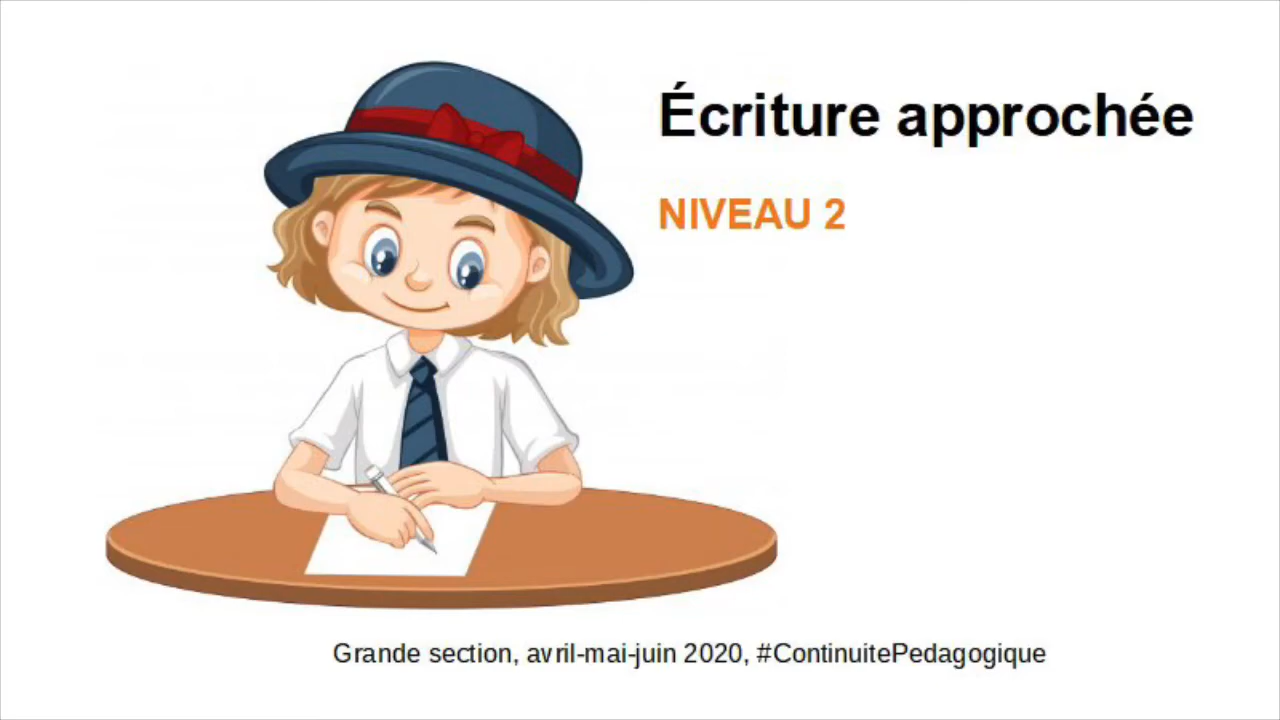 Écriture approchée
NIVEAU 2
Grande section, avril-mai-juin 2020, #ContinuitePedagogique